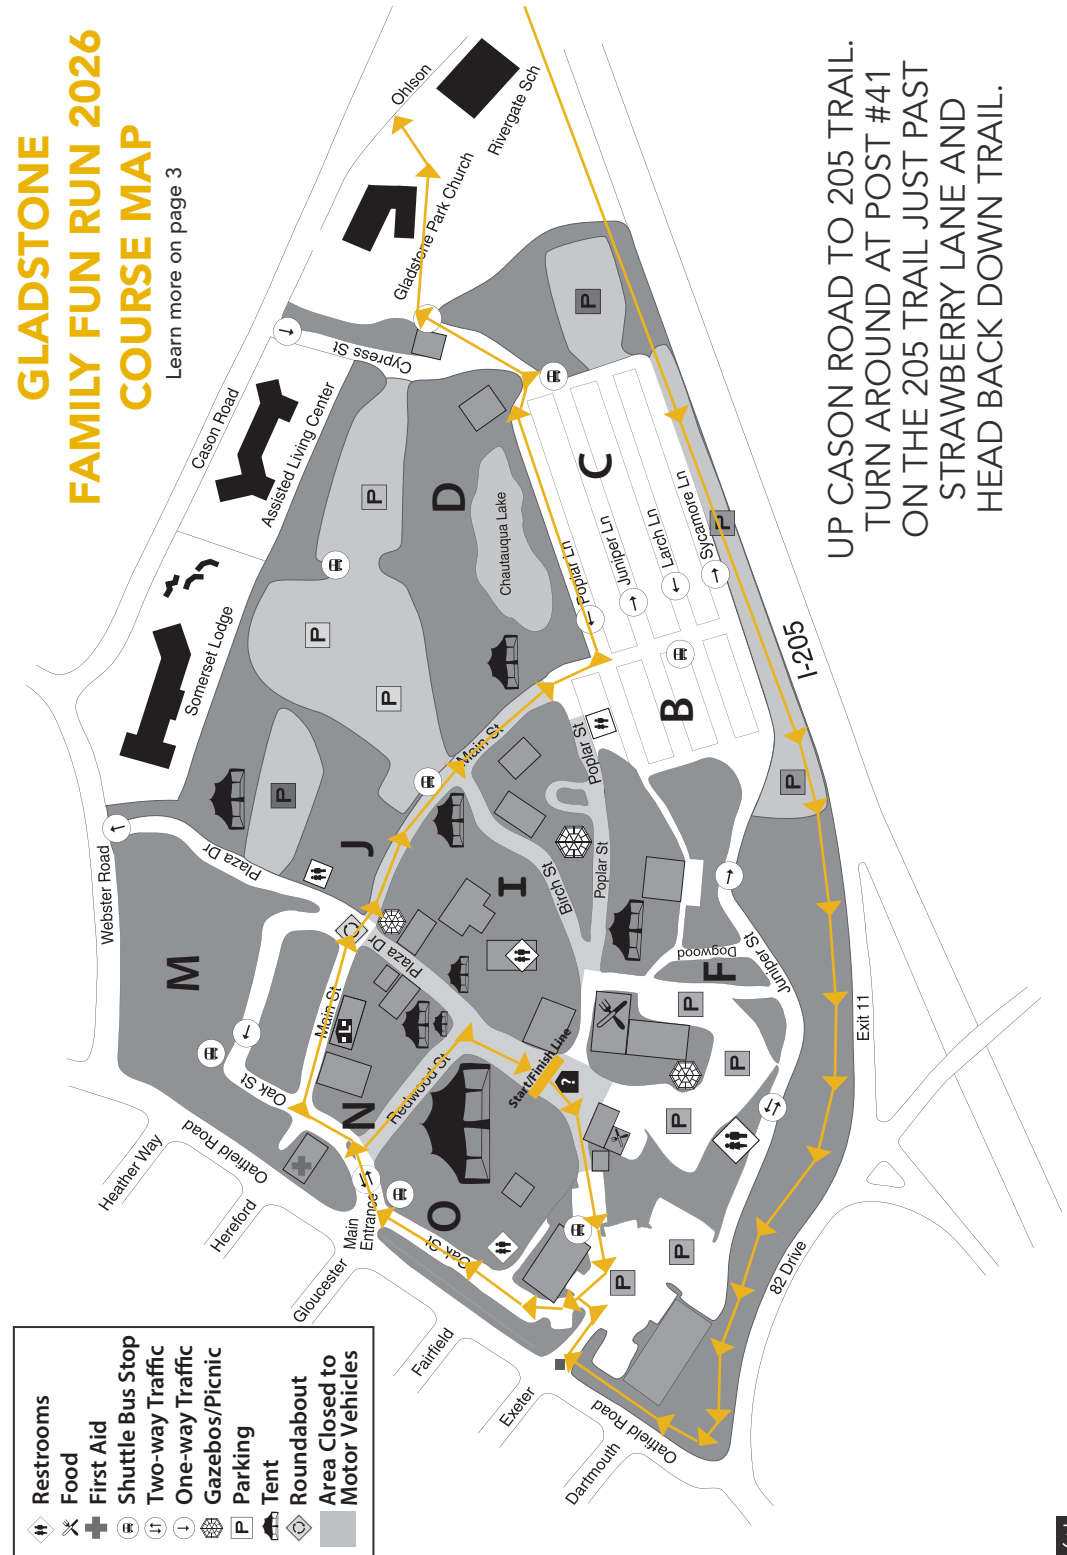 GLADSTONE
FAMILY FUN RUN 2026
COURSE MAP
Learn more on page 3
UP CASON ROAD TO 205 TRAIL.
TURN AROUND AT POST #41
ON THE 205 TRAIL JUST PAST
STRAWBERRY LANE AND
HEAD BACK DOWN TRAIL.
Ohlson
Rivergate Sch
Gladstone Park Church
Cypress St
Cason Road
Assisted Living Center
Somerset Lodge
Webster Road
Plaza Dr
Chautauqua Lake
D
C
B
J
I
M
N
O
F
Poplar Ln
Juniper Ln
Larch Ln
Sycamore Ln
I-205
Main St
Poplar St
Birch St
Poplar St
Plaza Dr
Main St
Oak St
Redwood St
Start/Finish Line
Dogwood
Juniper St
Exit 11
82 Drive
Heather Way
Oatfield Road
Hereford
Main
Entrance
Gloucester
Oak St
Fairfield
Exeter
Oatfield Road
Dartmouth
P
P
P
P
P
P
P
P
P
P
P
P
P
?
Restrooms
Food
First Aid
Shuttle Bus Stop
Two-way Traffic
One-way Traffic
Gazebos/Picnic
P Parking
Tent
Roundabout
Area Closed to
Motor Vehicles